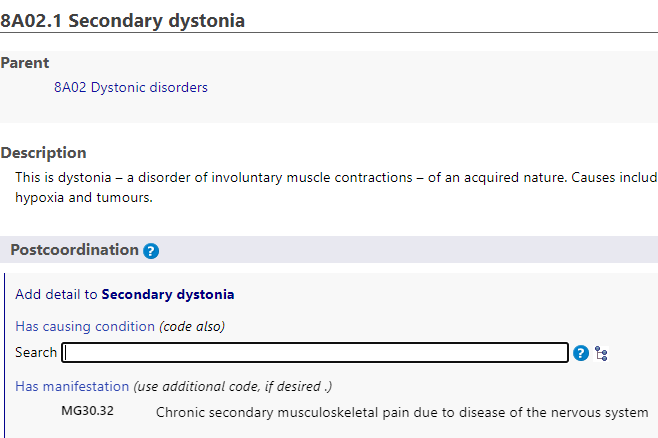 8A02.1 Secondary dystonia
Parent
8A02 Dystonic disorders
Description
This is dystonia – a disorder of involuntary muscle contractions – of an acquired nature. Causes includ
hypoxia and tumours.
Postcoordination ?
Add detail to Secondary dystonia
Has causing condition (code also)
Search ?
Has manifestation (use additional code, if desired .)
MG30.32 Chronic secondary musculoskeletal pain due to disease of the nervous system